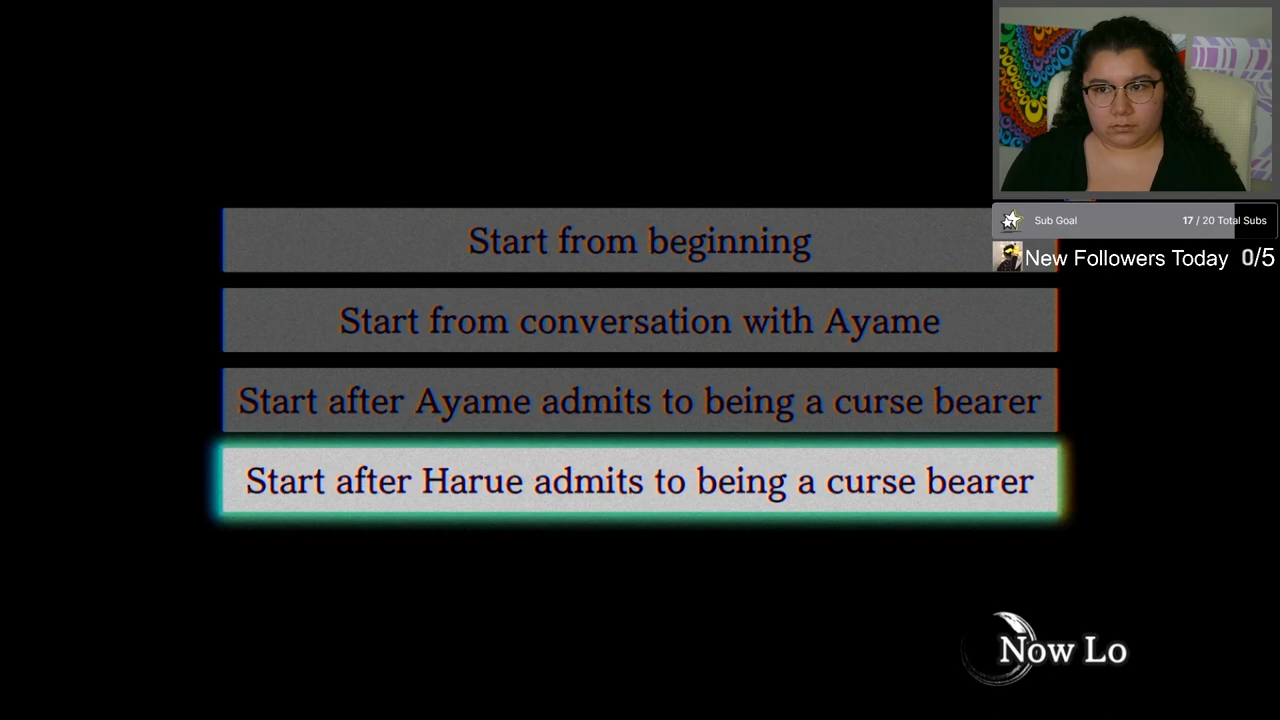 Start from beginning
Start from conversation with Ayame
Start after Ayame admits to being a curse bearer
Start after Harue admits to being a curse bearer
Sub Goal 17 / 20 Total Subs
New Followers Today 0/5
Now Lo